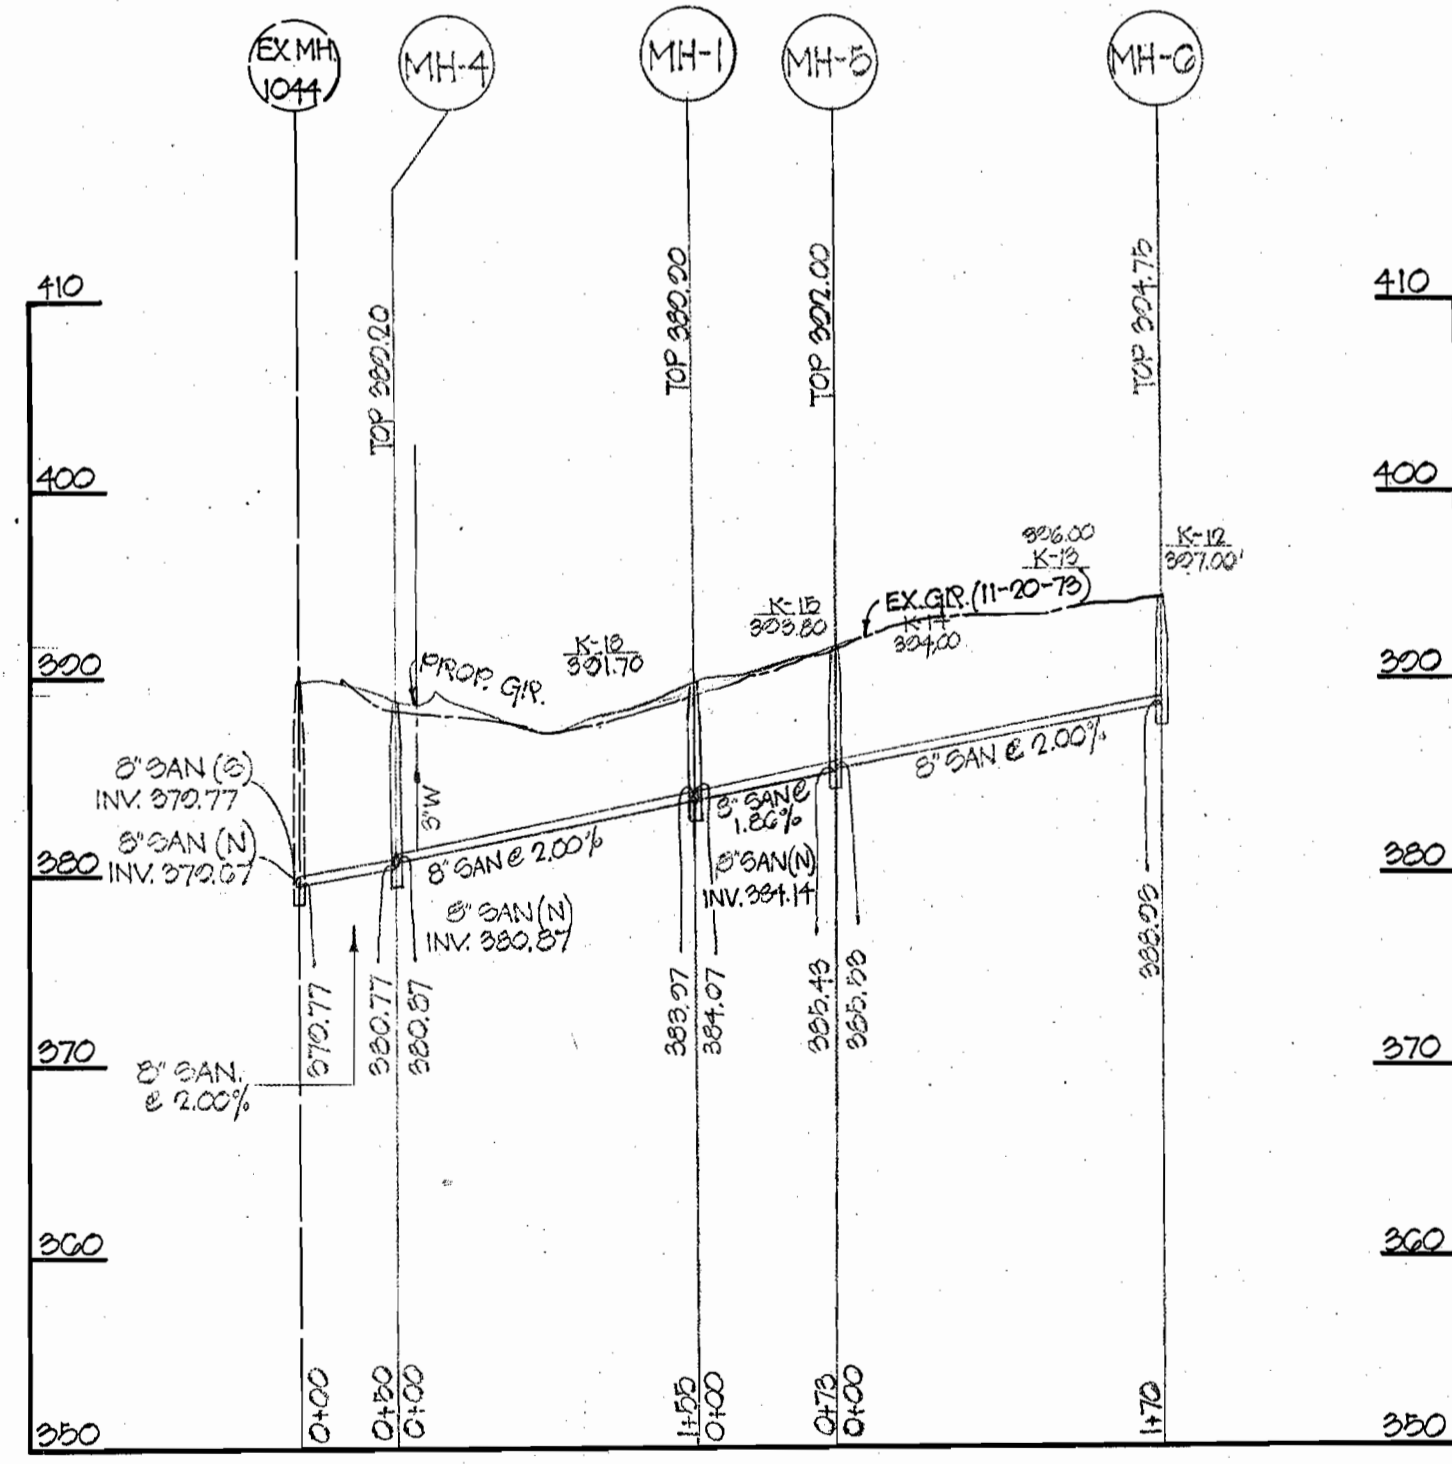 EX MH.
1044
MH-4
MH-1
MH-5
MH-6
410
410
TOP 389.20
TOP 389.90
TOP 392.00
TOP 394.75
400
400
396.00
K-13
K-12
397.00'
K-15
393.80
EX. GR. (11-20-73)
K-14
394.00
K-18
391.70
PROP. GR.
390
390
8" SAN (S)
INV. 379.77
8" SAN (N)
INV. 379.67
3" W
8" SAN @ 2.00%
8" SAN @
1.86%
8" SAN @ 2.00%
380
380
8" SAN (N)
INV. 380.87
8" SAN (N)
INV. 384.14
379.77
380.77
380.87
383.97
384.07
385.43
385.53
388.93
370
370
8" SAN.
@ 2.00%
360
360
0+00
0+50
0+00
1+55
0+00
0+73
0+00
1+70
350
350